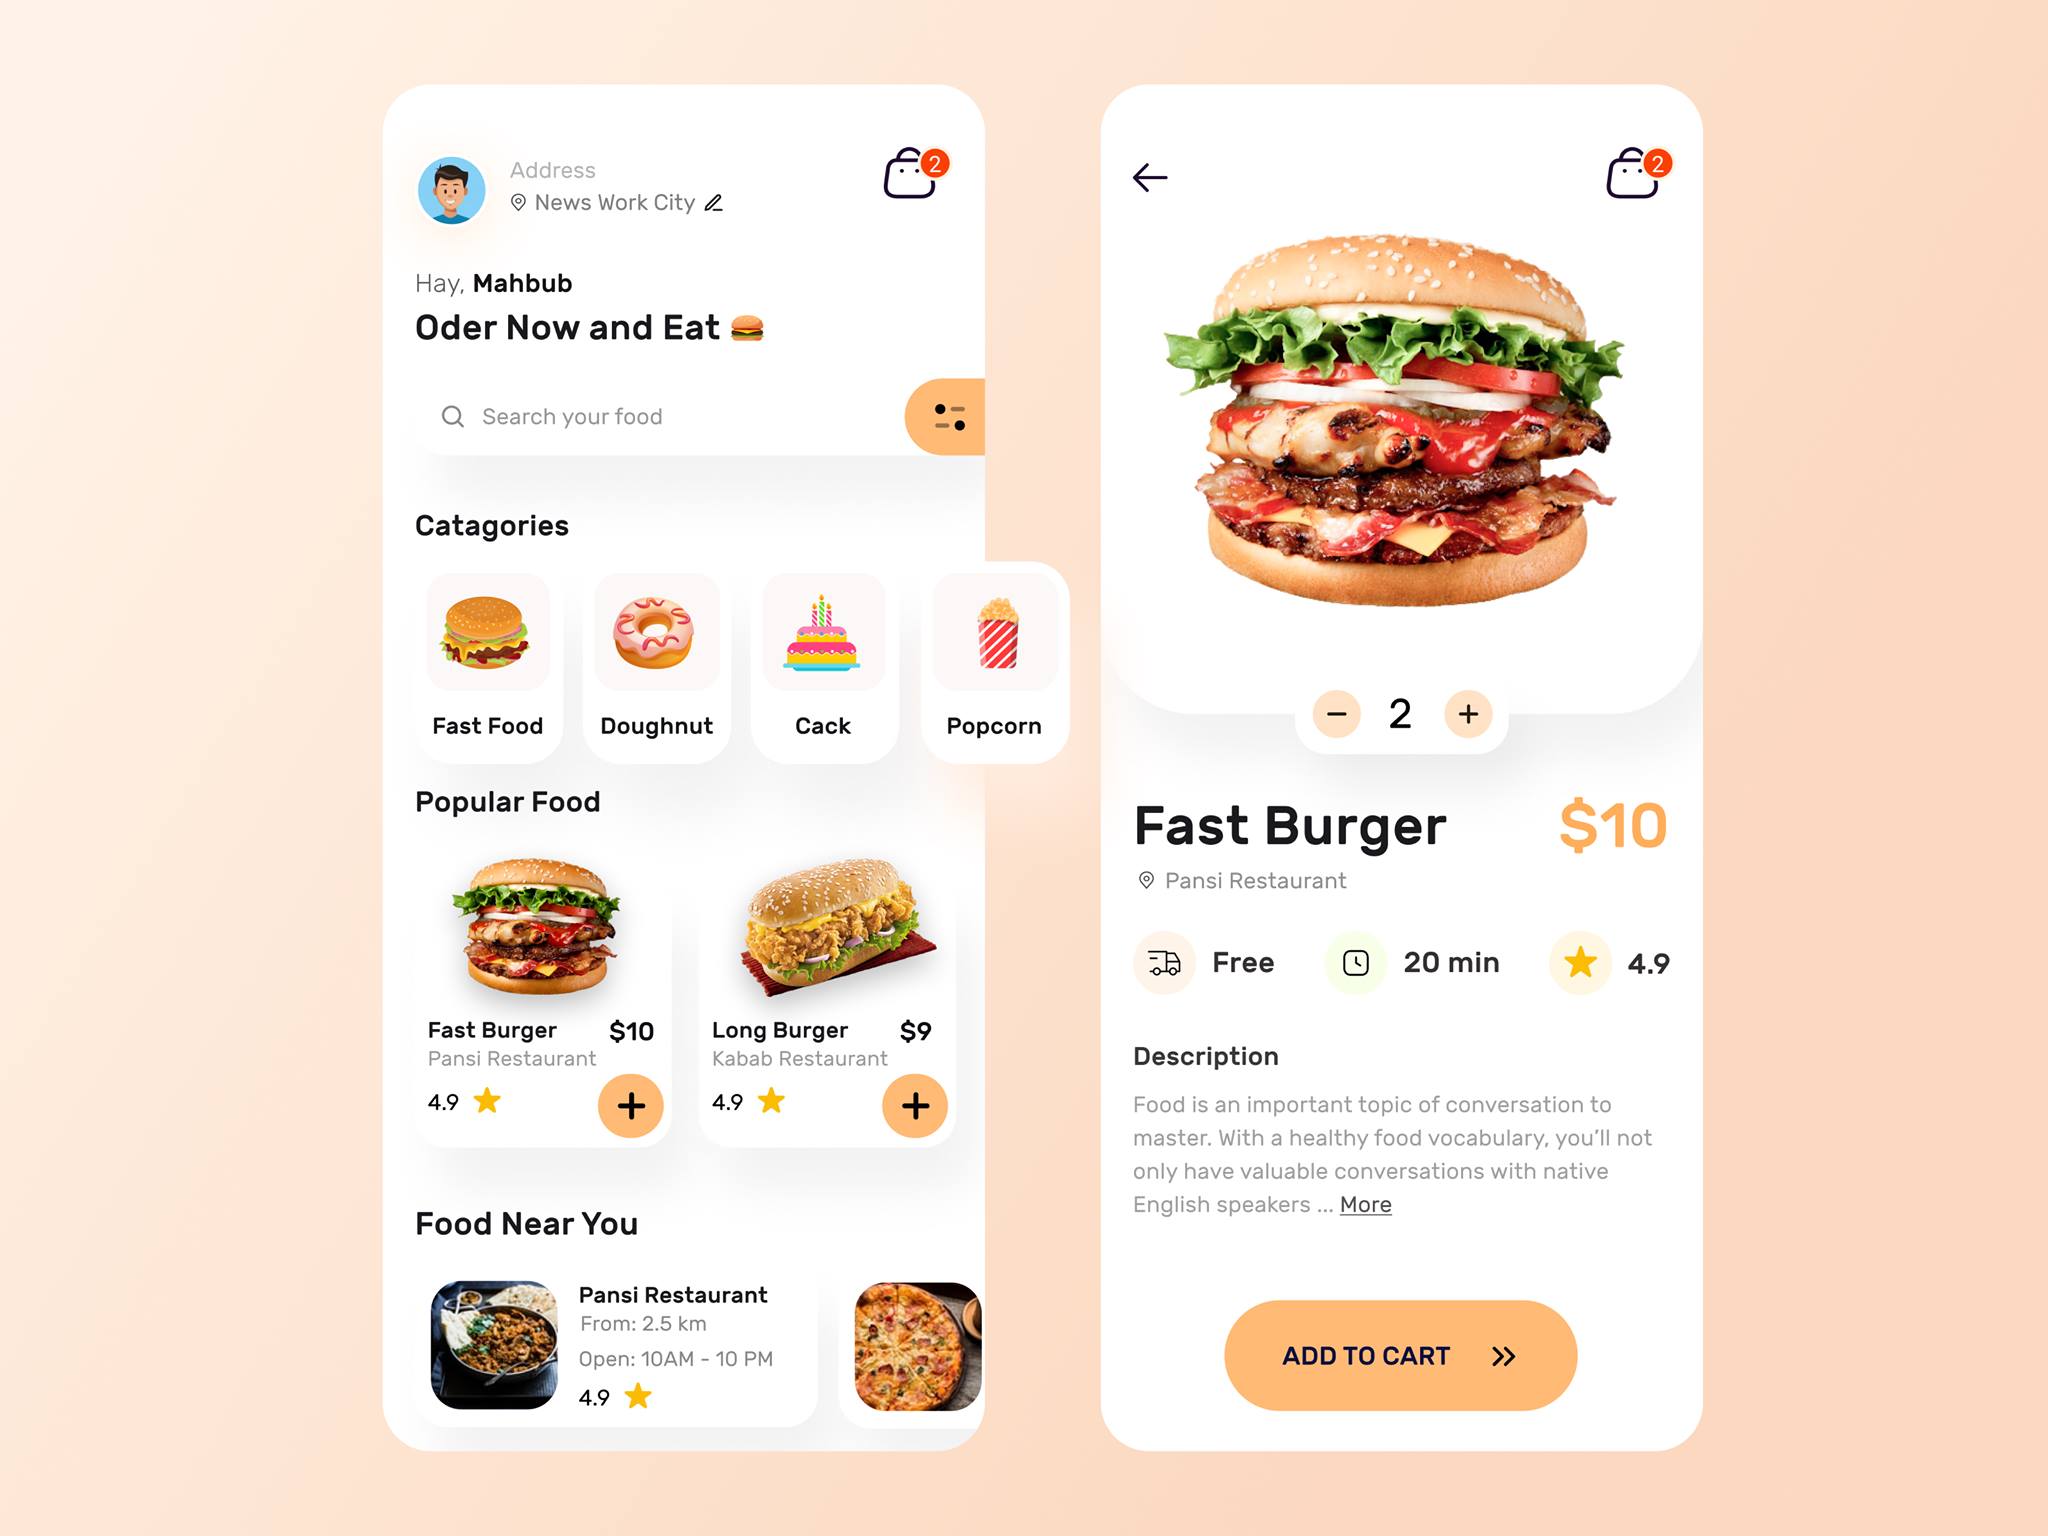 Address
News Work City
2
Hay, Mahbub
Oder Now and Eat
Search your food
Catagories
Fast Food
Doughnut
Cack
Popcorn
Popular Food
Fast Burger $10
Pansi Restaurant
4.9
Long Burger $9
Kabab Restaurant
4.9
Food Near You
Pansi Restaurant
From: 2.5 km
Open: 10AM - 10 PM
4.9
2
2
Fast Burger $10
Pansi Restaurant
Free
20 min
4.9
Description
Food is an important topic of conversation to
master. With a healthy food vocabulary, you’ll not
only have valuable conversations with native
English speakers ... More
ADD TO CART